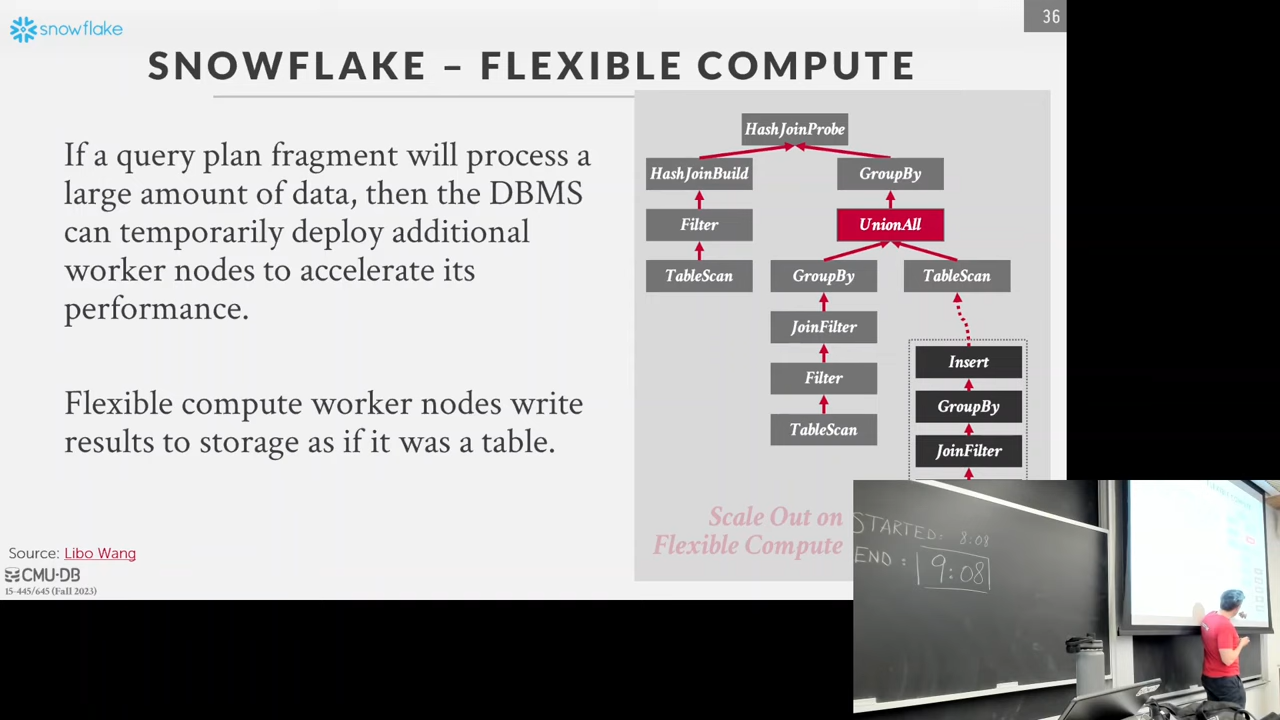 snowflake
36
SNOWFLAKE – FLEXIBLE COMPUTE
If a query plan fragment will process a
large amount of data, then the DBMS
can temporarily deploy additional
worker nodes to accelerate its
performance.
Flexible compute worker nodes write
results to storage as if it was a table.
HashJoinProbe
HashJoinBuild
GroupBy
Filter
UnionAll
TableScan
GroupBy
TableScan
JoinFilter
Insert
Filter
GroupBy
TableScan
JoinFilter
Scale Out on
Flexible Compute
Source: Libo Wang
CMU·DB
15-445/645 (Fall 2023)
STARTED: 8:08
END: 9:08